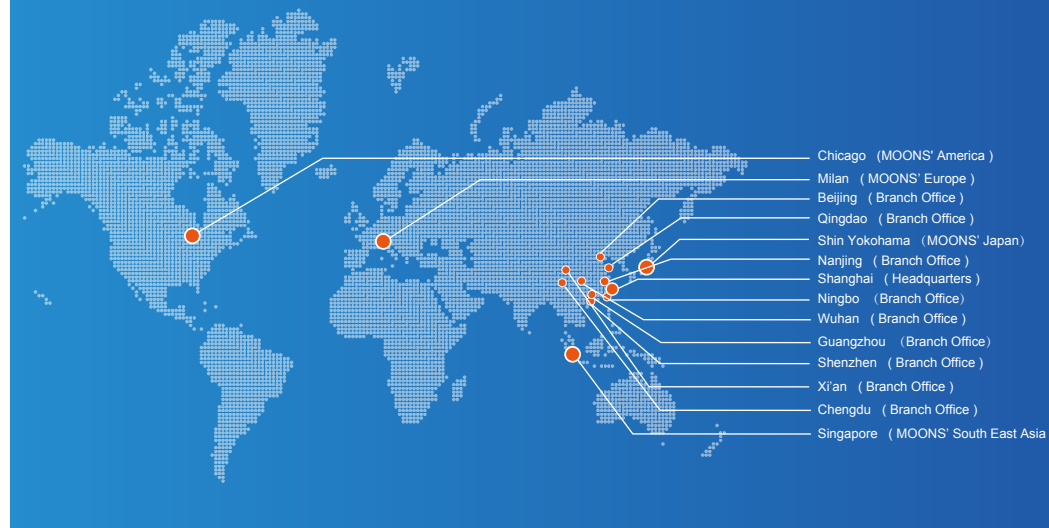 Chicago （MOONS' America ）
Milan （ MOONS’ Europe ）
Beijing （ Branch Office ）
Qingdao （ Branch Office ）
Shin Yokohama （MOONS’ Japan）
Nanjing （ Branch Office ）
Shanghai （ Headquarters ）
Ningbo （Branch Office）
Wuhan （ Branch Office ）
Guangzhou （Branch Office）
Shenzhen （ Branch Office ）
Xi’an （ Branch Office ）
Chengdu （ Branch Office ）
Singapore （ MOONS’ South East Asia